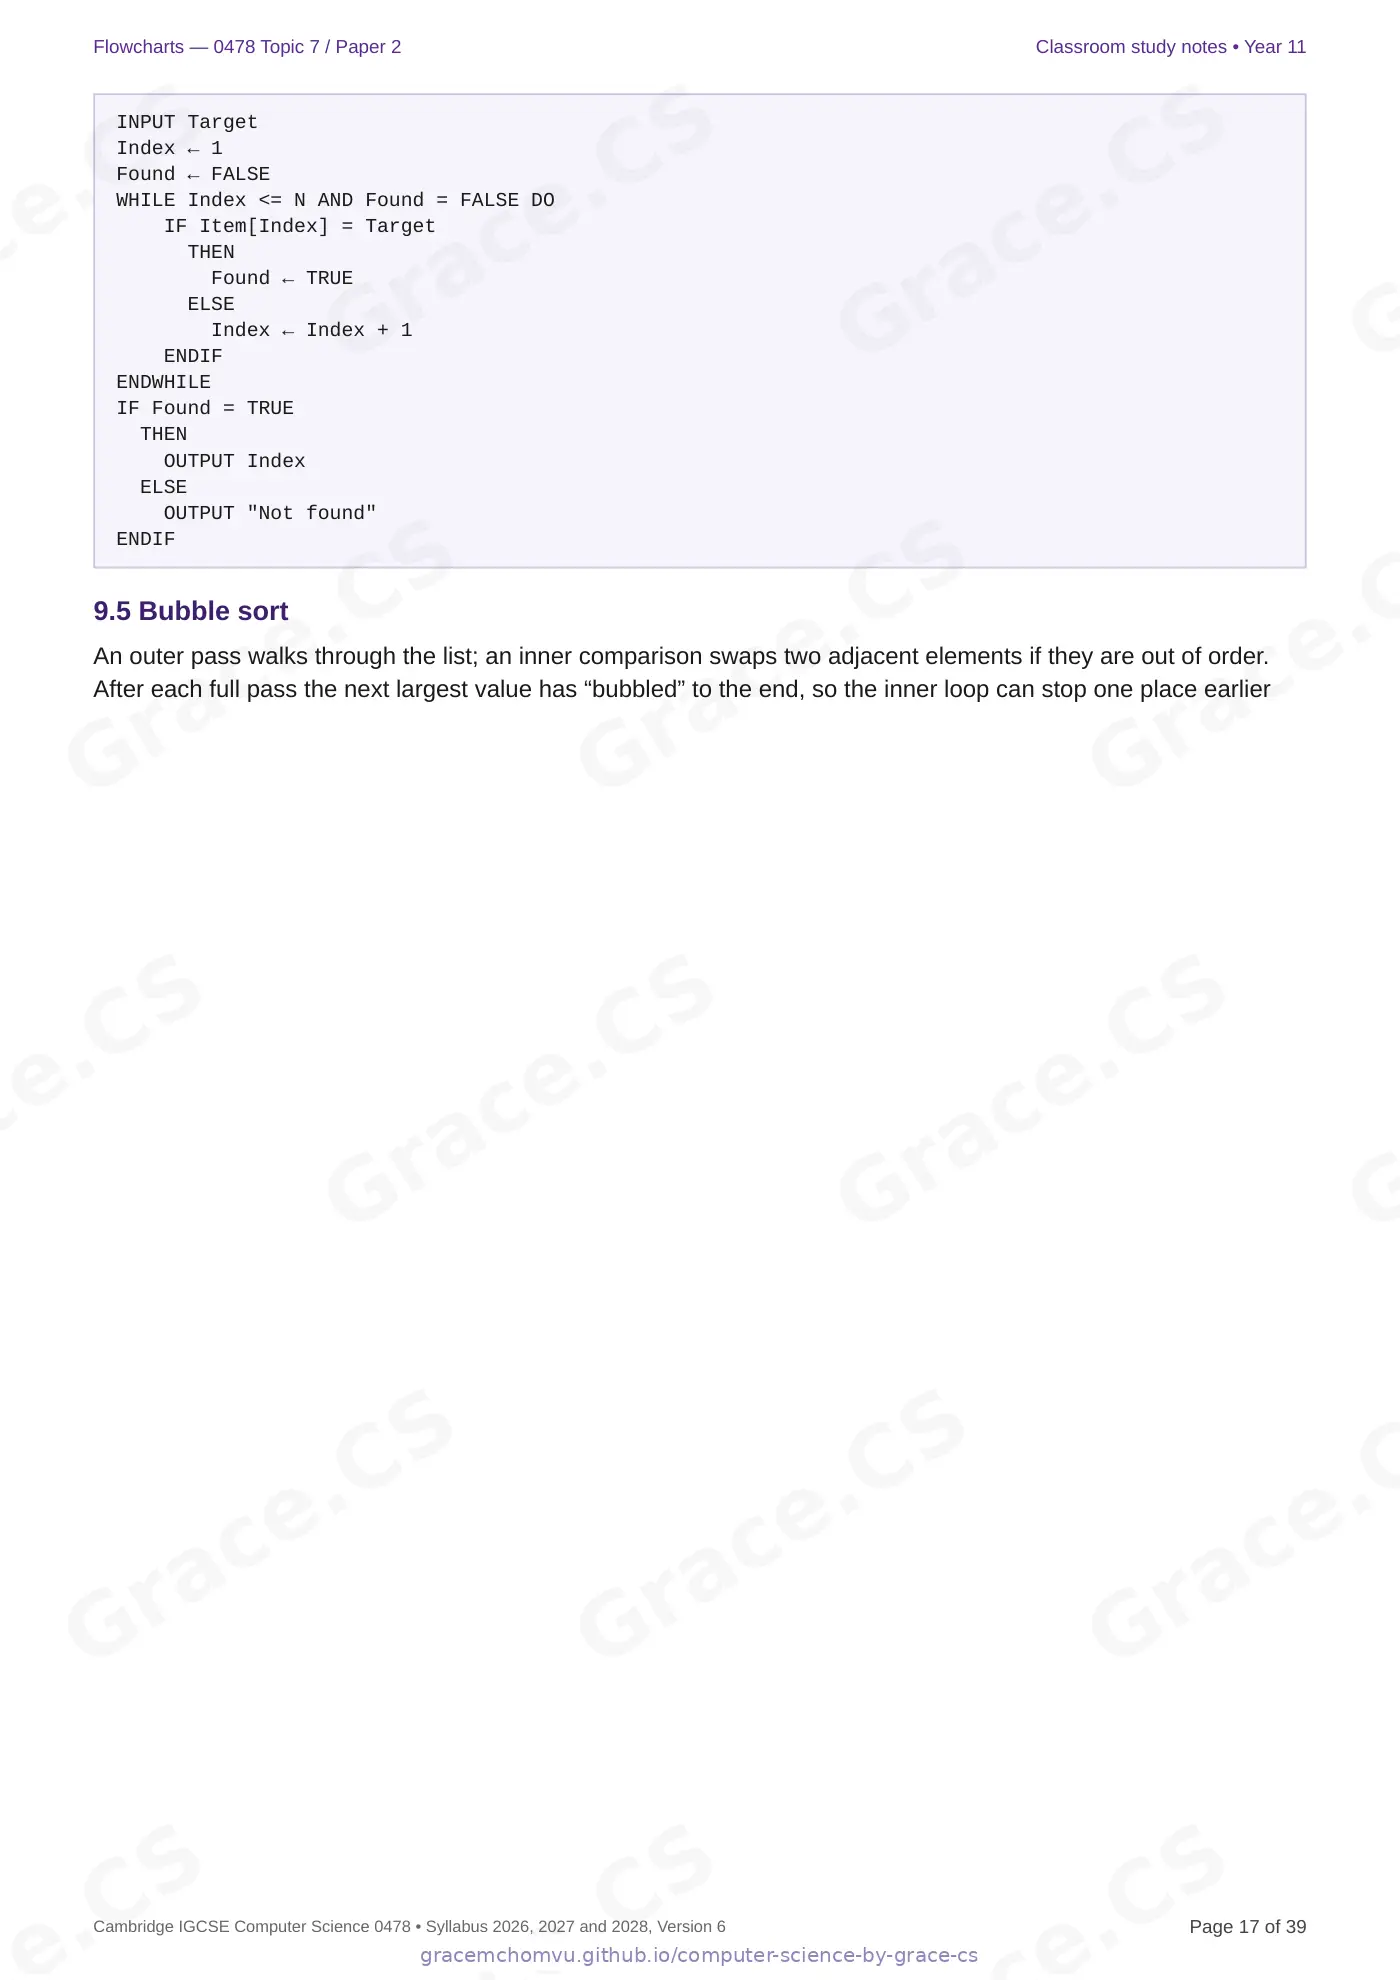 Flowcharts — 0478 Topic 7 / Paper 2
Classroom study notes • Year 11
INPUT Target
Index ← 1
Found ← FALSE
WHILE Index <= N AND Found = FALSE DO
    IF Item[Index] = Target
      THEN
        Found ← TRUE
      ELSE
        Index ← Index + 1
    ENDIF
ENDWHILE
IF Found = TRUE
  THEN
    OUTPUT Index
  ELSE
    OUTPUT "Not found"
ENDIF
9.5 Bubble sort
An outer pass walks through the list; an inner comparison swaps two adjacent elements if they are out of order.
After each full pass the next largest value has “bubbled” to the end, so the inner loop can stop one place earlier
Grace.CS
Cambridge IGCSE Computer Science 0478 • Syllabus 2026, 2027 and 2028, Version 6
Page 17 of 39
gracemchomvu.github.io/computer-science-by-grace-cs